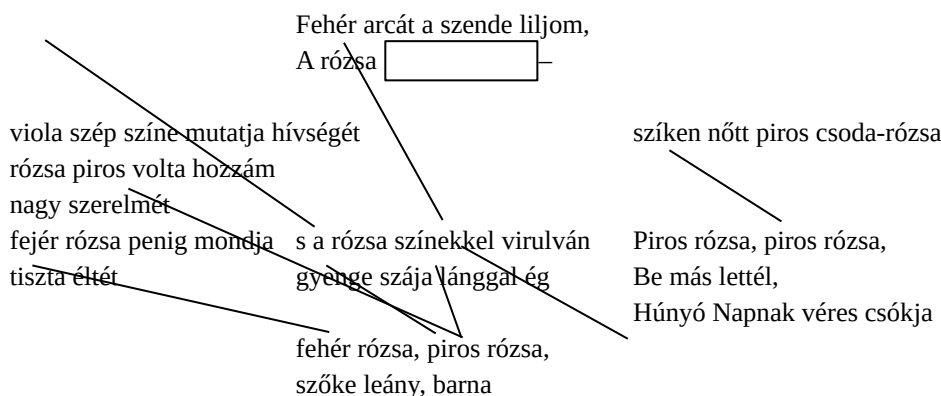 Fehér arcát a szende liljom,
A rózsa –
viola szép színe mutatja hívségét
rózsa piros volta hozzám
nagy szerelmét
fejér rózsa penig mondja
tiszta éltét
s a rózsa színekkel virulván
gyenge szája lánggal ég
fehér rózsa, piros rózsa,
szőke leány, barna
szíken nőtt piros csoda-rózsa
Piros rózsa, piros rózsa,
Be más lettél,
Húnyó Napnak véres csókja